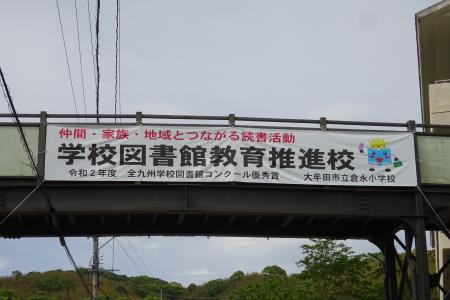 仲間・家族・地域とつながる読書活動
学校図書館教育推進校
令和2年度 全九州学校図書館コンクール優秀賞 大牟田市立倉永小学校